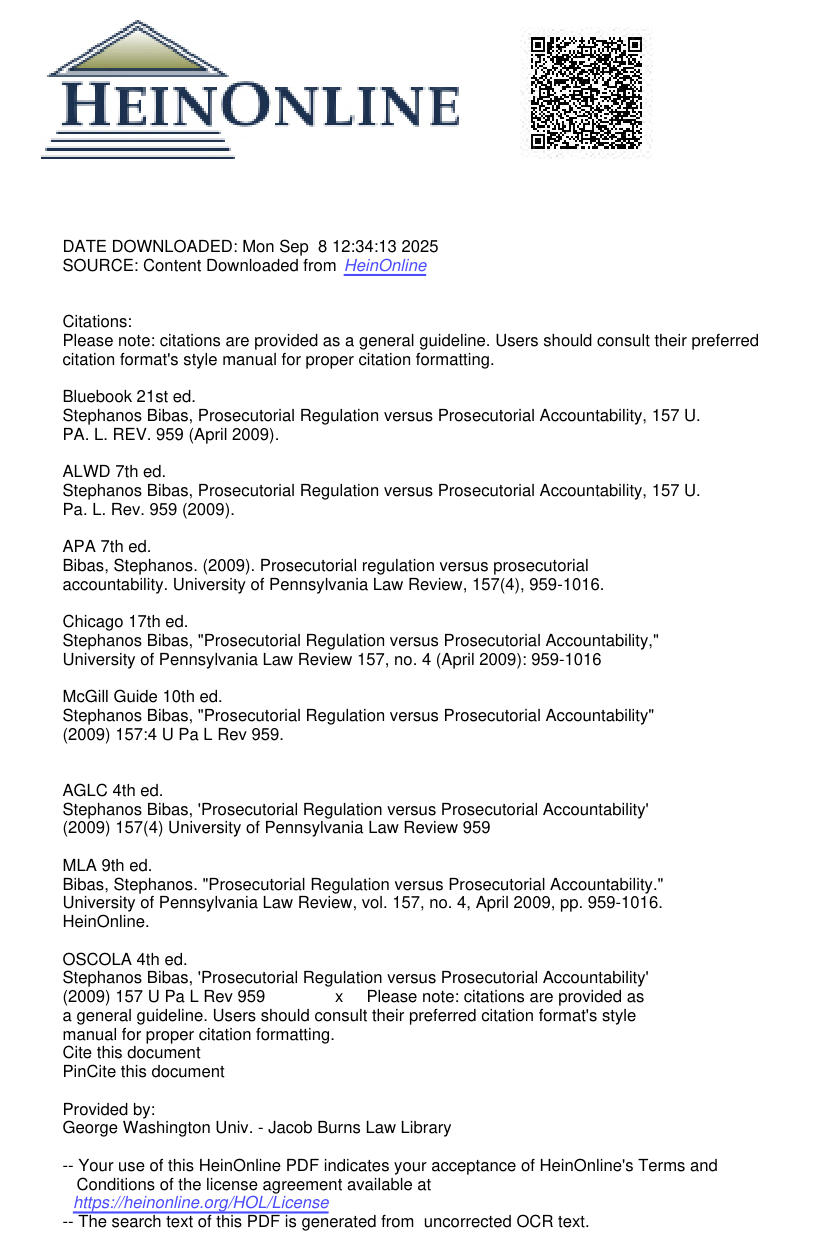 HEINONLINE
DATE DOWNLOADED: Mon Sep 8 12:34:13 2025
SOURCE: Content Downloaded from HeinOnline
Citations:
Please note: citations are provided as a general guideline. Users should consult their preferred
citation format's style manual for proper citation formatting.
Bluebook 21st ed.
Stephanos Bibas, Prosecutorial Regulation versus Prosecutorial Accountability, 157 U.
PA. L. REV. 959 (April 2009).
ALWD 7th ed.
Stephanos Bibas, Prosecutorial Regulation versus Prosecutorial Accountability, 157 U.
Pa. L. Rev. 959 (2009).
APA 7th ed.
Bibas, Stephanos. (2009). Prosecutorial regulation versus prosecutorial
accountability. University of Pennsylvania Law Review, 157(4), 959-1016.
Chicago 17th ed.
Stephanos Bibas, "Prosecutorial Regulation versus Prosecutorial Accountability,"
University of Pennsylvania Law Review 157, no. 4 (April 2009): 959-1016
McGill Guide 10th ed.
Stephanos Bibas, "Prosecutorial Regulation versus Prosecutorial Accountability"
(2009) 157:4 U Pa L Rev 959.
AGLC 4th ed.
Stephanos Bibas, 'Prosecutorial Regulation versus Prosecutorial Accountability'
(2009) 157(4) University of Pennsylvania Law Review 959
MLA 9th ed.
Bibas, Stephanos. "Prosecutorial Regulation versus Prosecutorial Accountability."
University of Pennsylvania Law Review, vol. 157, no. 4, April 2009, pp. 959-1016.
HeinOnline.
OSCOLA 4th ed.
Stephanos Bibas, 'Prosecutorial Regulation versus Prosecutorial Accountability'
(2009) 157 U Pa L Rev 959 x Please note: citations are provided as
a general guideline. Users should consult their preferred citation format's style
manual for proper citation formatting.
Cite this document
PinCite this document
Provided by:
George Washington Univ. - Jacob Burns Law Library
-- Your use of this HeinOnline PDF indicates your acceptance of HeinOnline's Terms and
Conditions of the license agreement available at
https://heinonline.org/HOL/License
-- The search text of this PDF is generated from uncorrected OCR text.